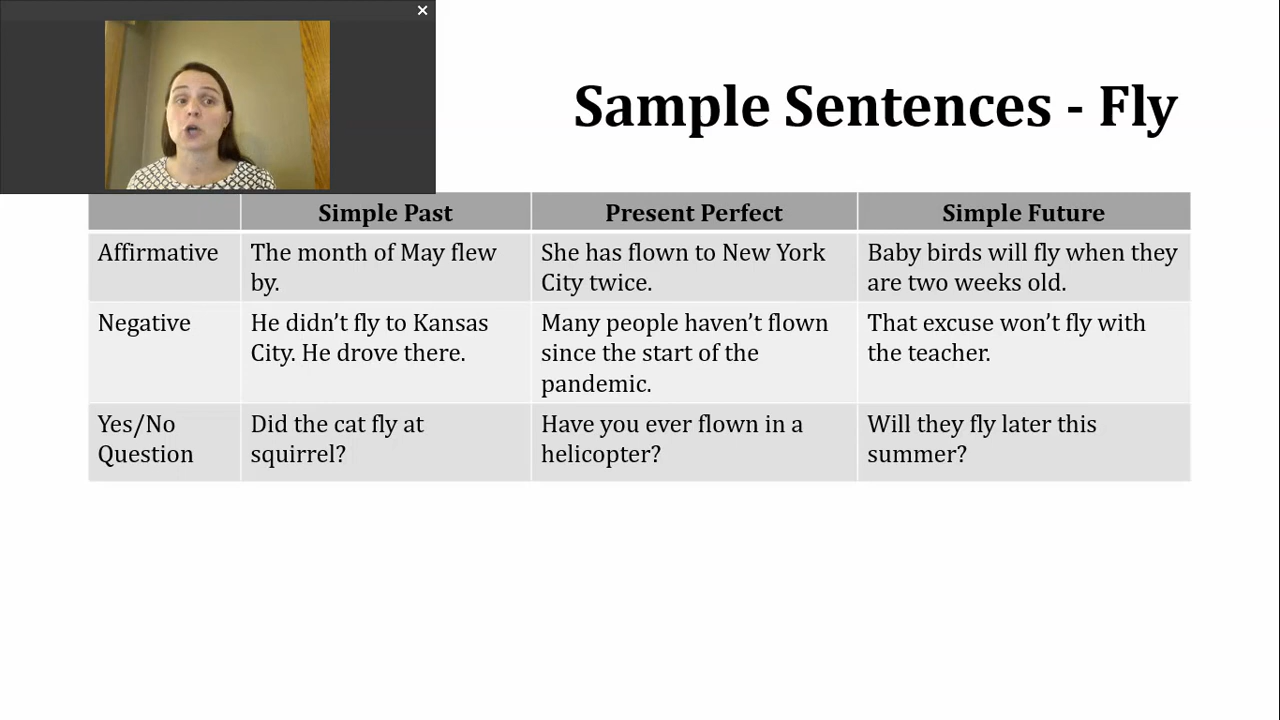 Sample Sentences - Fly
Simple Past Present Perfect Simple Future
Affirmative
The month of May flew
by.
She has flown to New York
City twice.
Baby birds will fly when they
are two weeks old.
Negative
He didn’t fly to Kansas
City. He drove there.
Many people haven’t flown
since the start of the
pandemic.
That excuse won’t fly with
the teacher.
Yes/No
Question
Did the cat fly at
squirrel?
Have you ever flown in a
helicopter?
Will they fly later this
summer?